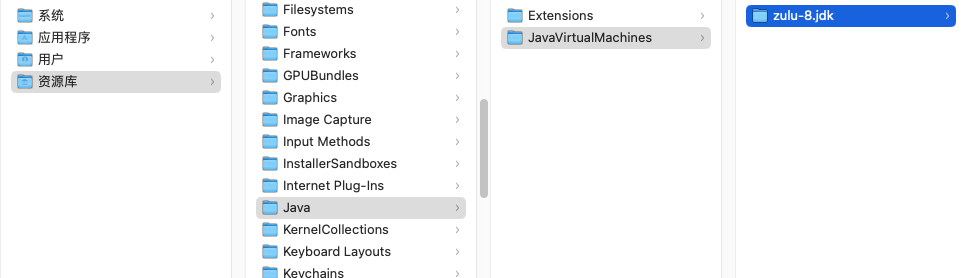 系统
应用程序
用户
资源库
Filesystems
Fonts
Frameworks
GPUBundles
Graphics
Image Capture
Input Methods
InstallerSandboxes
Internet Plug-Ins
Java
KernelCollections
Keyboard Layouts
Keychains
Extensions
JavaVirtualMachines
zulu-8.jdk